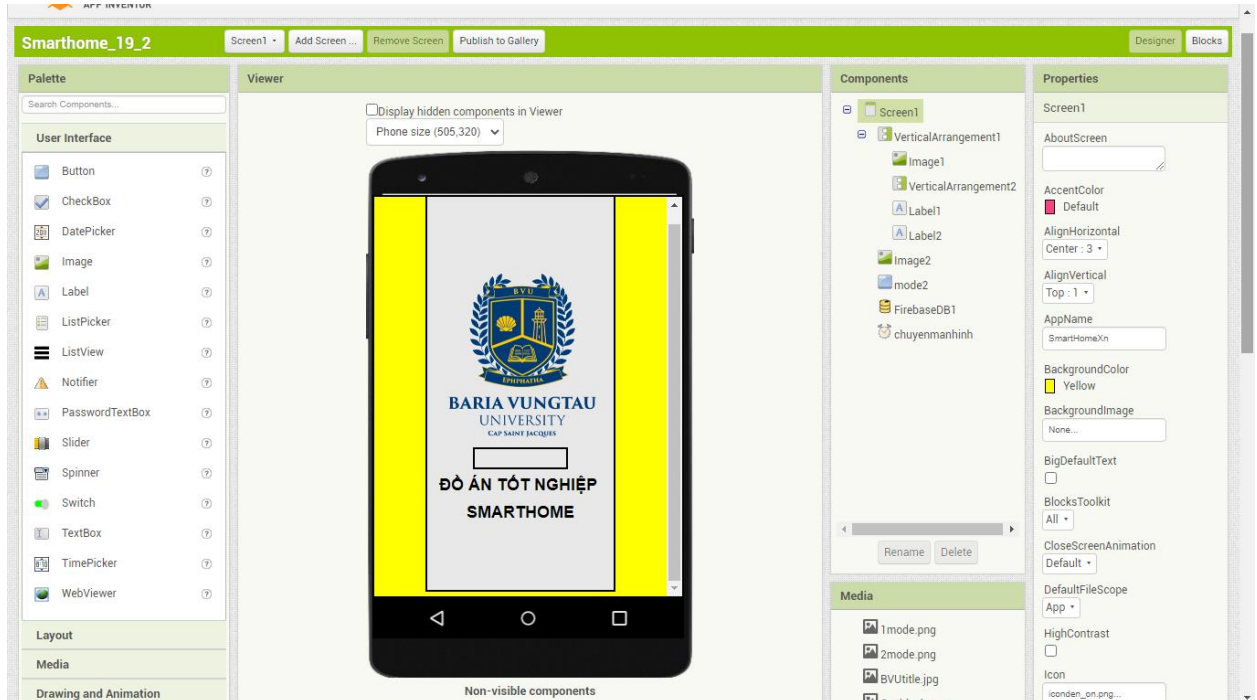 APP INVENTOR
Smarthome_19_2
Screen1
Add Screen ...
Remove Screen
Publish to Gallery
Designer
Blocks
Palette
Search Components...
User Interface
Button
CheckBox
DatePicker
Image
Label
ListPicker
ListView
Notifier
PasswordTextBox
Slider
Spinner
Switch
TextBox
TimePicker
WebViewer
Layout
Media
Drawing and Animation
Viewer
Display hidden components in Viewer
Phone size (505,320)
BVU
EPHPHATHA
BARIA VUNGTAU
UNIVERSITY
CAP SAINT JACQUES
ĐỒ ÁN TỐT NGHIỆP
SMARTHOME
Non-visible components
Components
Screen1
VerticalArrangement1
Image1
VerticalArrangement2
Label1
Label2
Image2
mode2
FirebaseDB1
chuyenmanhinh
Rename
Delete
Media
1mode.png
2mode.png
BVUtitle.jpg
Properties
Screen1
AboutScreen
AccentColor
Default
AlignHorizontal
Center : 3
AlignVertical
Top : 1
AppName
SmartHomeXn
BackgroundColor
Yellow
BackgroundImage
None...
BigDefaultText
BlocksToolkit
All
CloseScreenAnimation
Default
DefaultFileScope
App
HighContrast
Icon
iconden_on.png...